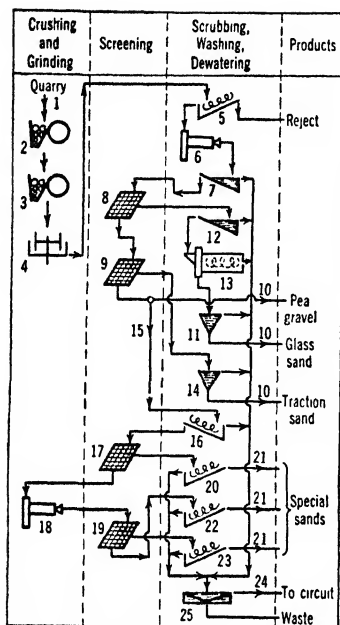 Crushing and Grinding
Screening
Scrubbing, Washing, Dewatering
Products
Quarry
1
2
3
4
5
Reject
6
7
8
12
9
13
10
Pea gravel
15
11
10
Glass sand
14
10
Traction sand
16
17
21
20
18
21
22
Special sands
19
21
23
24
To circuit
25
Waste